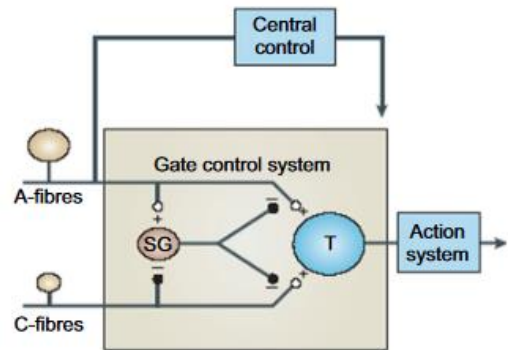 Central
control
Gate control system
A-fibres
+
–
+
SG
T
Action
system
–
–
+
C-fibres